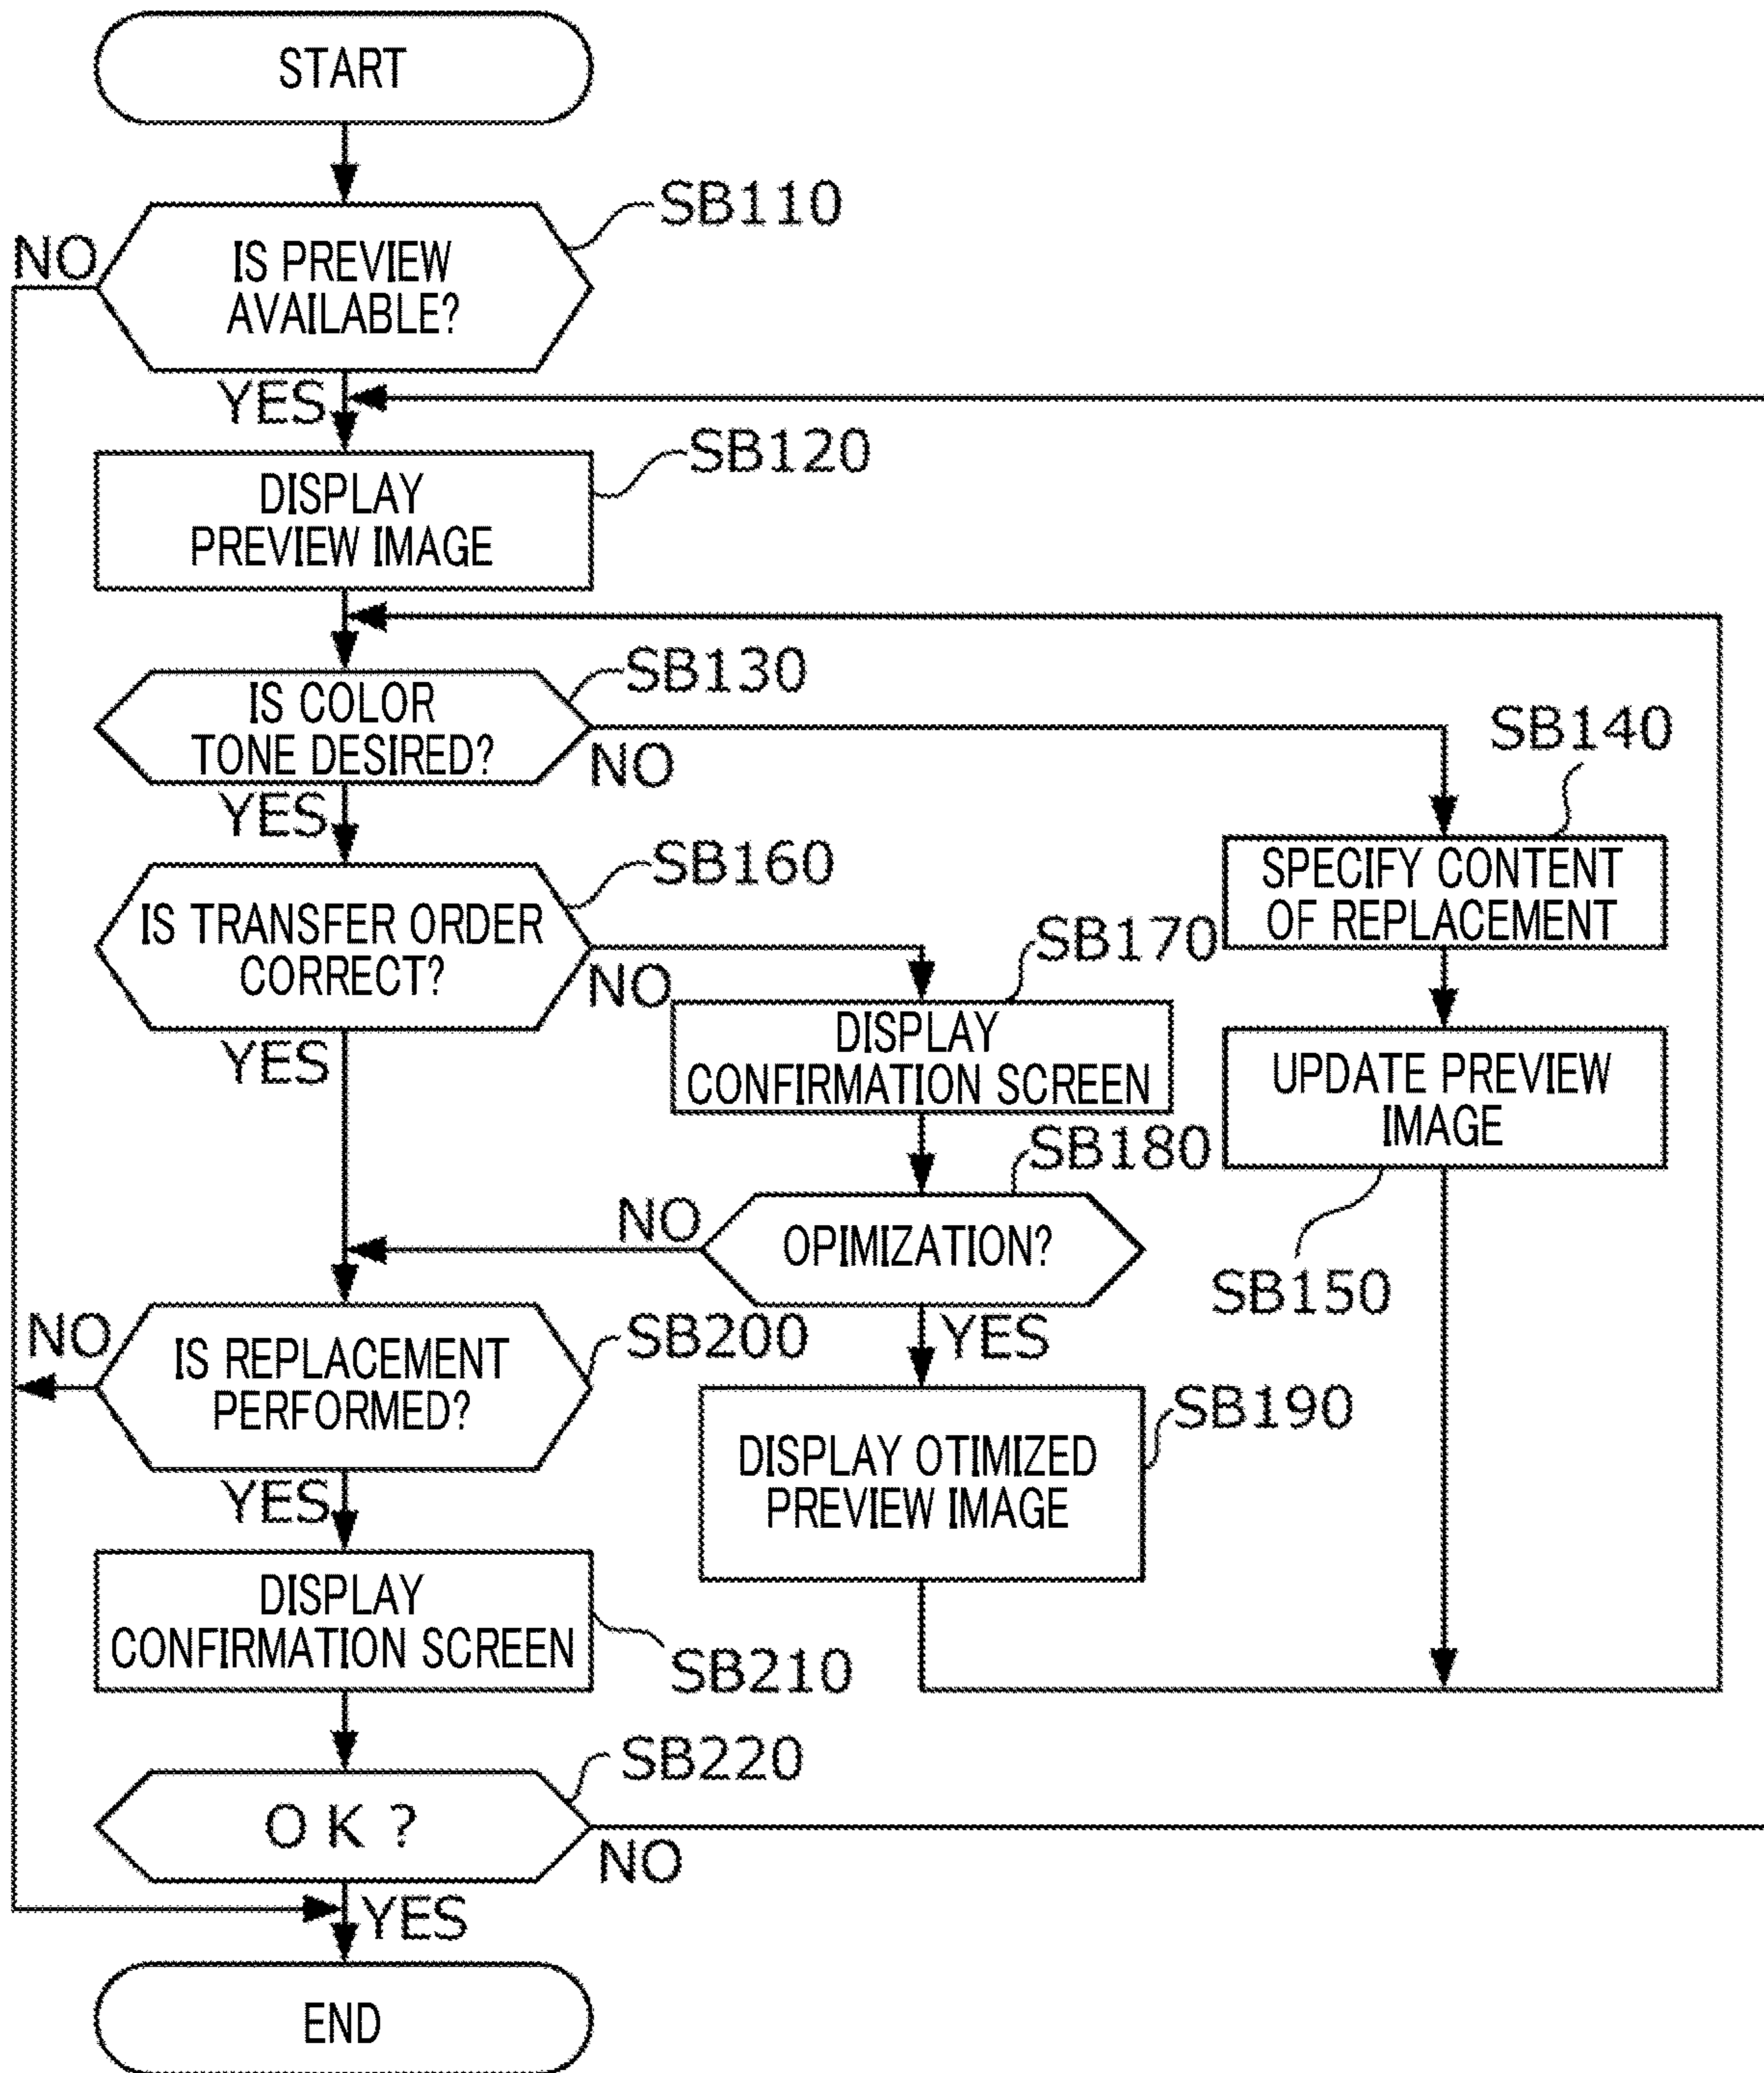 START
SB110
NO
IS PREVIEW
AVAILABLE?
YES
SB120
DISPLAY
PREVIEW IMAGE
SB130
IS COLOR
TONE DESIRED?
NO
YES
SB140
SPECIFY CONTENT
OF REPLACEMENT
SB160
IS TRANSFER ORDER
CORRECT?
NO
YES
SB170
DISPLAY
CONFIRMATION SCREEN
UPDATE PREVIEW
IMAGE
SB150
SB180
NO
OPIMIZATION?
YES
SB200
NO
IS REPLACEMENT
PERFORMED?
YES
SB190
DISPLAY OTIMIZED
PREVIEW IMAGE
DISPLAY
CONFIRMATION SCREEN
SB210
SB220
O K ?
NO
YES
END